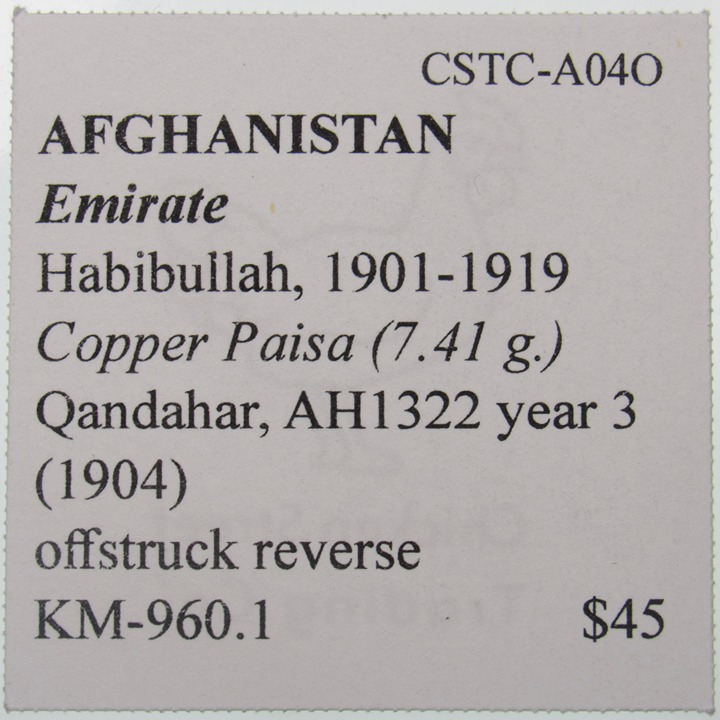 CSTC-A04O
AFGHANISTAN
Emirate
Habibullah, 1901-1919
Copper Paisa (7.41 g.)
Qandahar, AH1322 year 3
(1904)
offstruck reverse
KM-960.1 $45